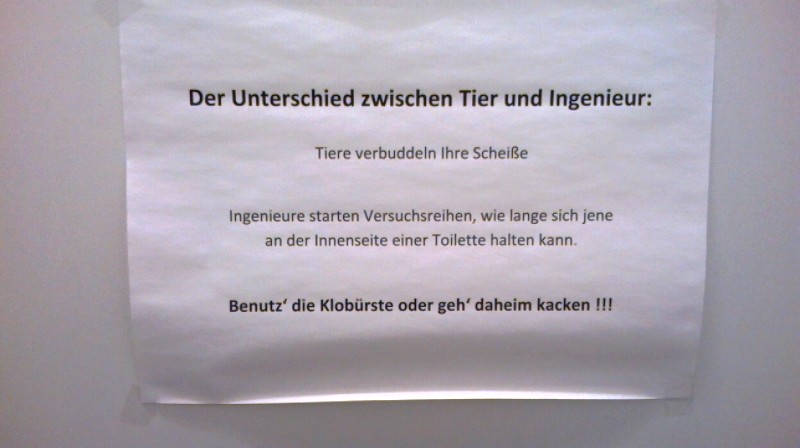 Der Unterschied zwischen Tier und Ingenieur:
Tiere verbuddeln Ihre Scheiße
Ingenieure starten Versuchsreihen, wie lange sich jene
an der Innenseite einer Toilette halten kann.
Benutz‘ die Klobürste oder geh‘ daheim kacken !!!